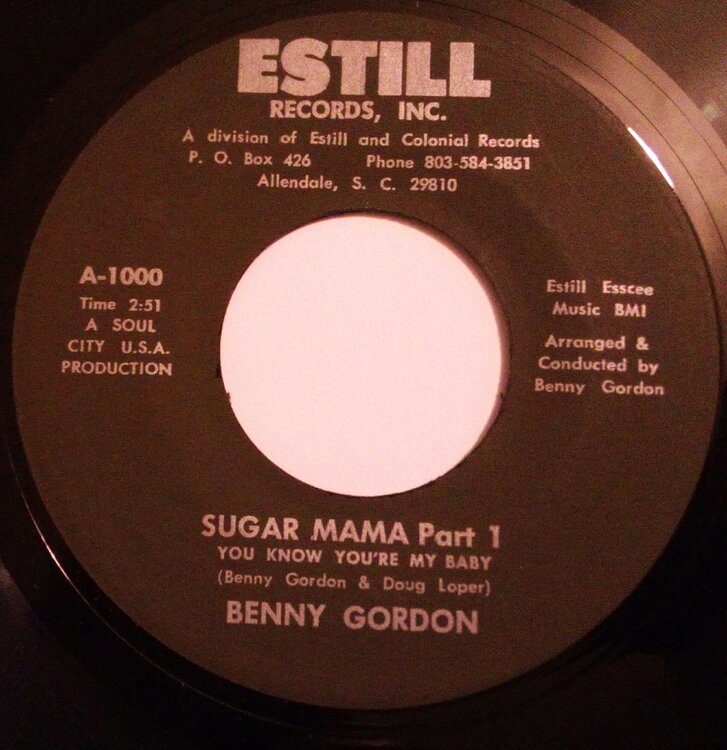 ESTILL
RECORDS, INC.
A division of Estill and Colonial Records
P. O. Box 426 Phone 803-584-3851
Allendale, S. C. 29810
A-1000
Time 2:51
A SOUL
CITY U.S.A.
PRODUCTION
Estill Esscee
Music BMI
Arranged &
Conducted by
Benny Gordon
SUGAR MAMA Part 1
YOU KNOW YOU'RE MY BABY
(Benny Gordon & Doug Loper)
BENNY GORDON